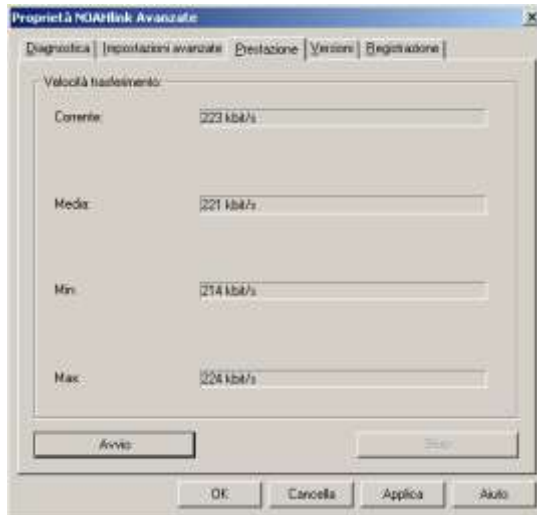 Proprietà NOAHlink Avanzate
Diagnostica Impostazioni avanzate Prestazione Versioni Registrazione
Velocità trasferimento
Corrente: 223 kbit/s
Media: 221 kbit/s
Min: 214 kbit/s
Max: 224 kbit/s
Avvio
OK Cancella Applica Aiuto